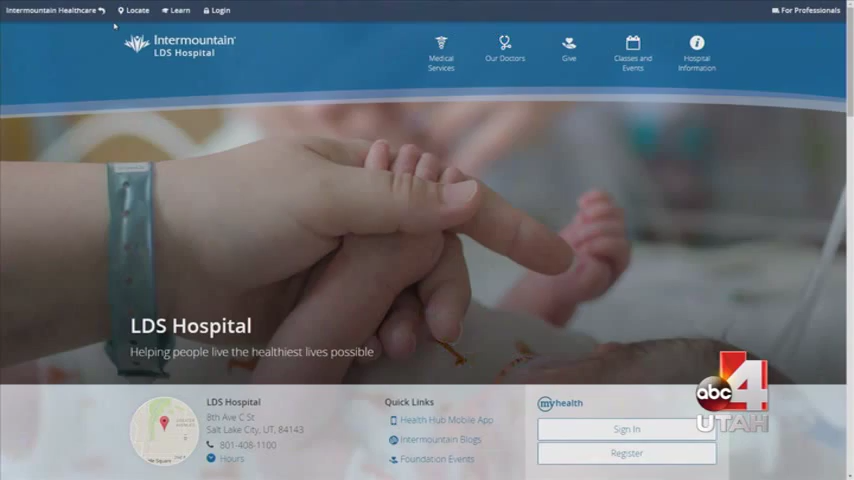 Intermountain Healthcare
Locate
Learn
Login
For Professionals
Intermountain
LDS Hospital
Medical
Services
Our Doctors
Give
Classes and
Events
Hospital
Information
LDS Hospital
Helping people live the healthiest lives possible
LDS Hospital
8th Ave C St
Salt Lake City, UT, 84143
801-408-1100
Hours
Quick Links
Health Hub Mobile App
Intermountain Blogs
Foundation Events
myhealth
Sign In
Register
abc 4
UTAH